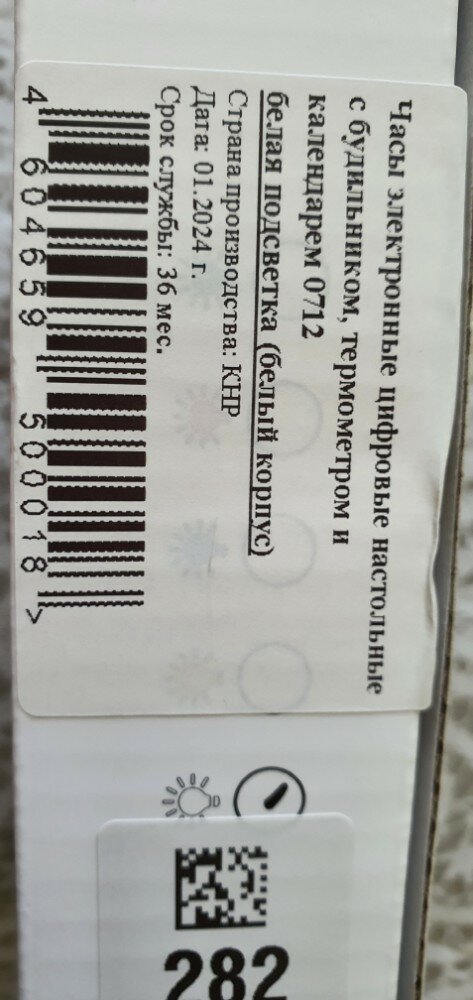 Часы электронные цифровые настольные
с будильником, термометром и
календарем 0712
белая подсветка (белый корпус)
Страна производства: КНР
Дата: 01.2024 г.
Срок службы: 36 мес.
4 604659 500018 >
282